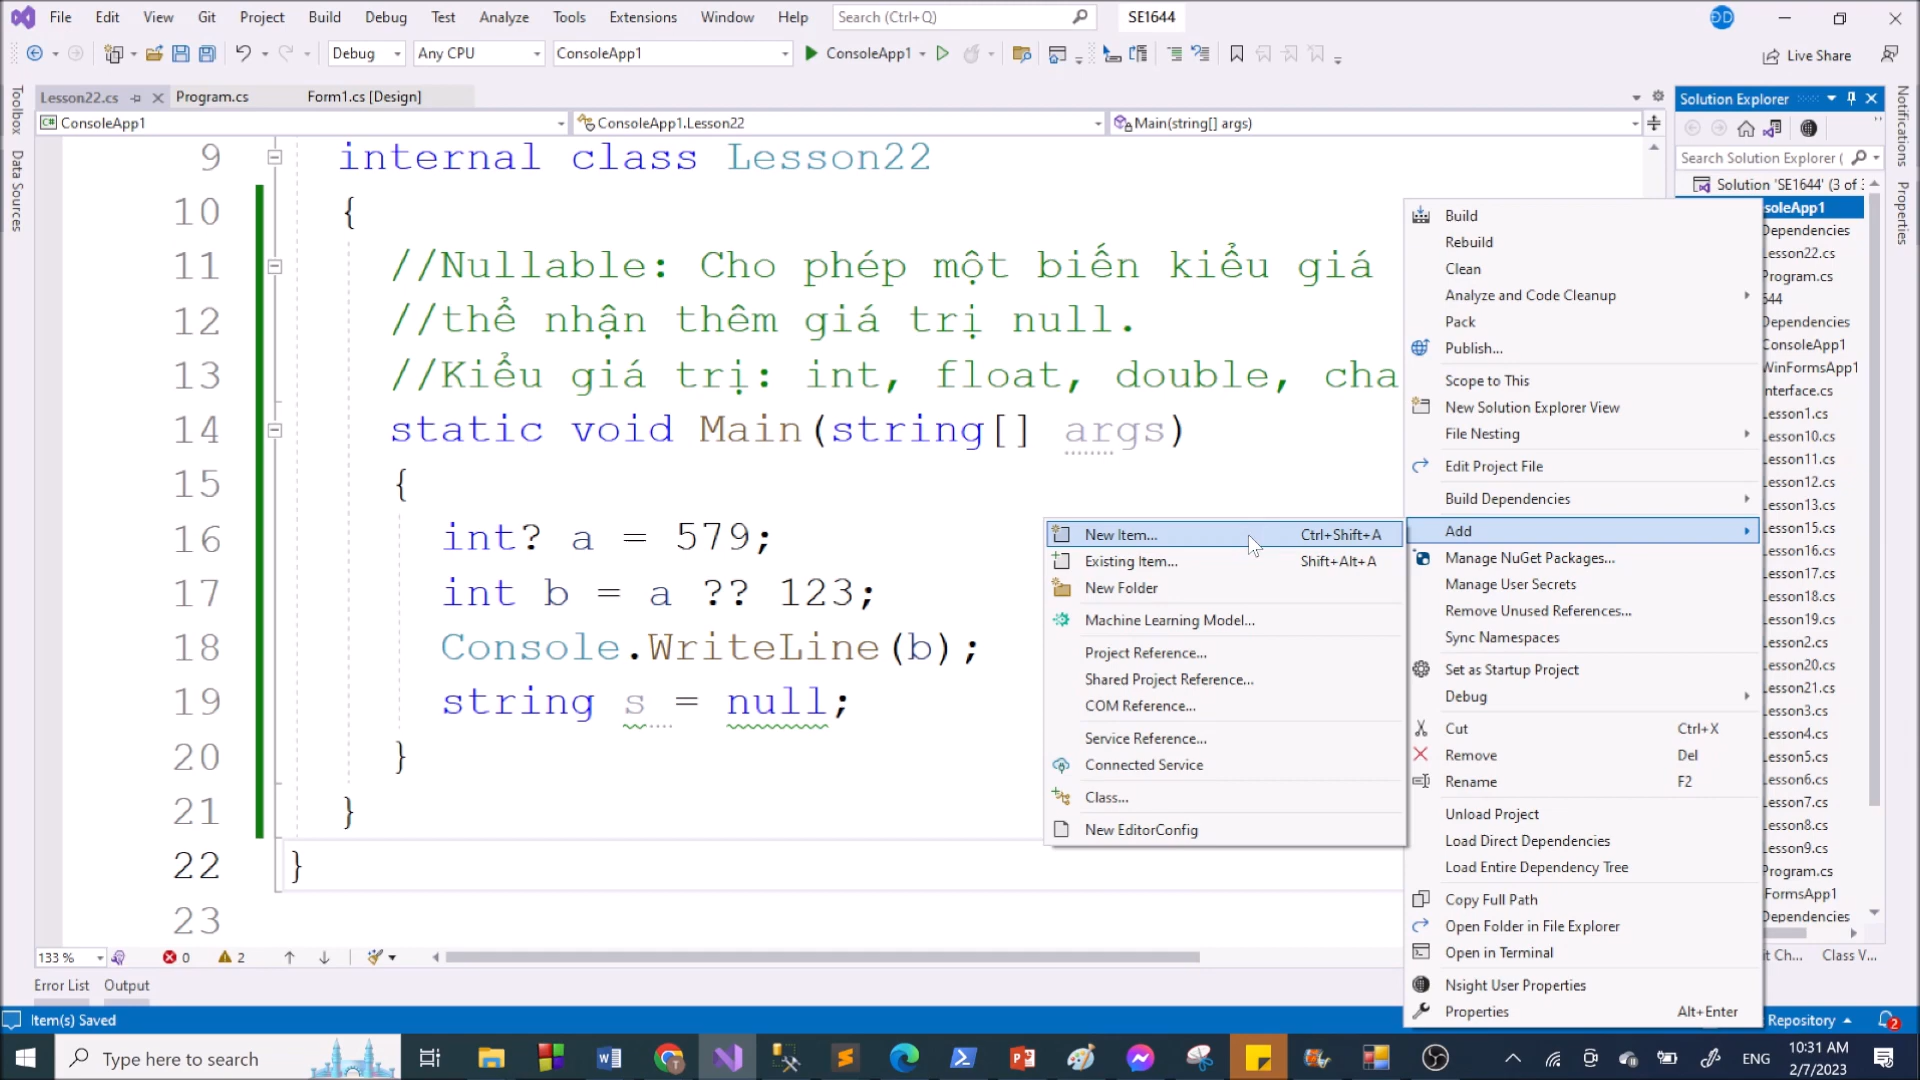 File Edit View Git Project Build Debug Test Analyze Tools Extensions Window Help Search (Ctrl+Q) SE1644
Debug Any CPU ConsoleApp1 ConsoleApp1 Live Share
Lesson22.cs Program.cs Form1.cs [Design]
ConsoleApp1 ConsoleApp1.Lesson22 Main(string[] args)
Toolbox
Data Sources
9 internal class Lesson22
10 {
11 //Nullable: Cho phép một biến kiểu giá
12 //thể nhận thêm giá trị null.
13 //Kiểu giá trị: int, float, double, cha
14 static void Main(string[] args)
15 {
16 int? a = 579;
17 int b = a ?? 123;
18 Console.WriteLine(b);
19 string s = null;
20 }
21 }
22 }
23
New Item... Ctrl+Shift+A
Existing Item... Shift+Alt+A
New Folder
Machine Learning Model...
Project Reference...
Shared Project Reference...
COM Reference...
Service Reference...
Connected Service
Class...
New EditorConfig
Build
Rebuild
Clean
Analyze and Code Cleanup
Pack
Publish...
Scope to This
New Solution Explorer View
File Nesting
Edit Project File
Build Dependencies
Add
Manage NuGet Packages...
Manage User Secrets
Remove Unused References...
Sync Namespaces
Set as Startup Project
Debug
Cut Ctrl+X
Remove Del
Rename F2
Unload Project
Load Direct Dependencies
Load Entire Dependency Tree
Copy Full Path
Open Folder in File Explorer
Open in Terminal
Nsight User Properties
Properties Alt+Enter
Solution Explorer
Search Solution Explorer (
Solution 'SE1644' (3 of 3
soleApp1
Dependencies
Lesson22.cs
Program.cs
644
Dependencies
ConsoleApp1
WinFormsApp1
nterface.cs
Lesson1.cs
Lesson10.cs
Lesson11.cs
Lesson12.cs
Lesson13.cs
Lesson15.cs
Lesson16.cs
Lesson17.cs
Lesson18.cs
Lesson19.cs
Lesson2.cs
Lesson20.cs
Lesson21.cs
Lesson3.cs
Lesson4.cs
Lesson5.cs
Lesson6.cs
Lesson7.cs
Lesson8.cs
Lesson9.cs
Program.cs
FormsApp1
Dependencies
it Ch... Class V...
Notifications
Properties
133 % 0 2
Error List Output
Item(s) Saved Repository 2
Type here to search ENG 10:31 AM
2/7/2023